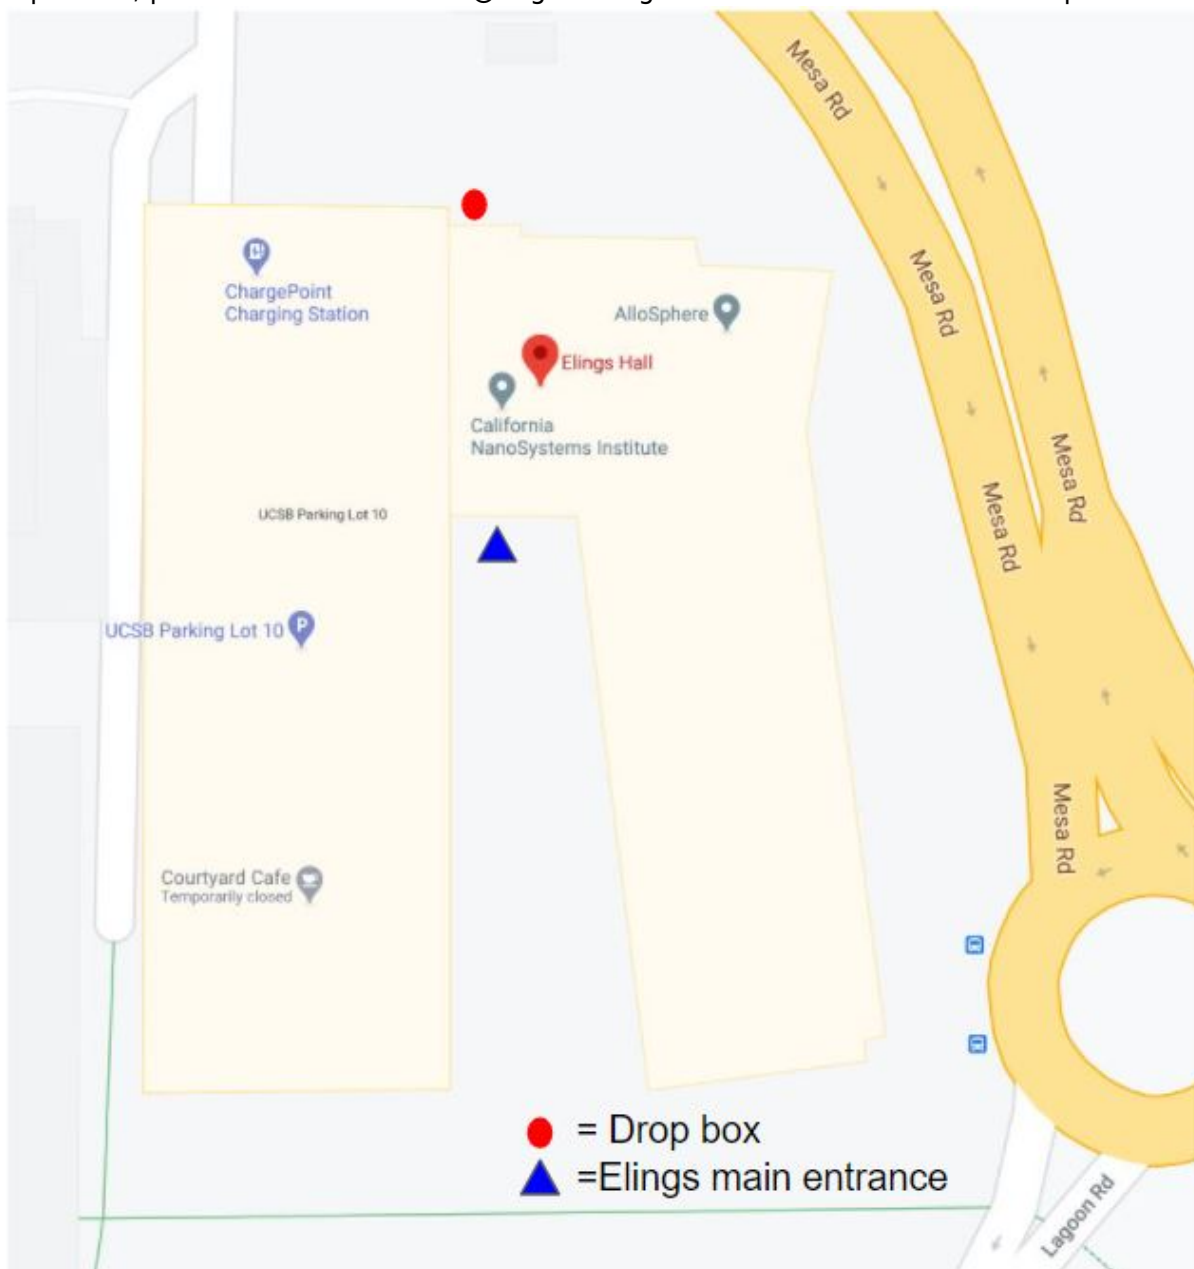 Mesa Rd
Mesa Rd
ChargePoint
Charging Station
AlloSphere
Elings Hall
California
NanoSystems Institute
Mesa Rd
Mesa Rd
UCSB Parking Lot 10
UCSB Parking Lot 10
P
Mesa Rd
Courtyard Cafe
Temporarily closed
= Drop box
=Elings main entrance
Lagoon Rd